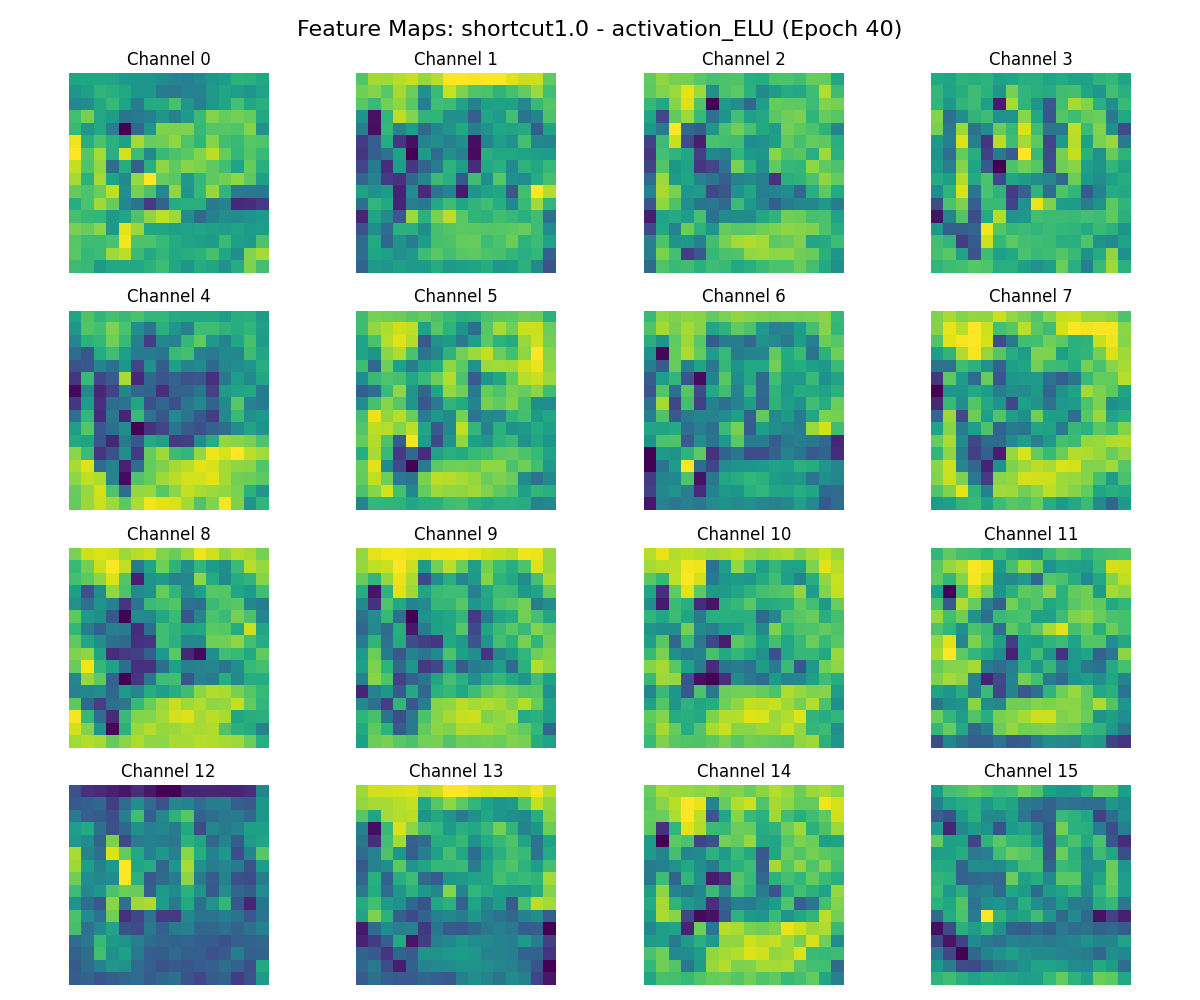 Feature Maps: shortcut1.0 - activation_ELU (Epoch 40)
Channel 0 Channel 1 Channel 2 Channel 3
Channel 4 Channel 5 Channel 6 Channel 7
Channel 8 Channel 9 Channel 10 Channel 11
Channel 12 Channel 13 Channel 14 Channel 15